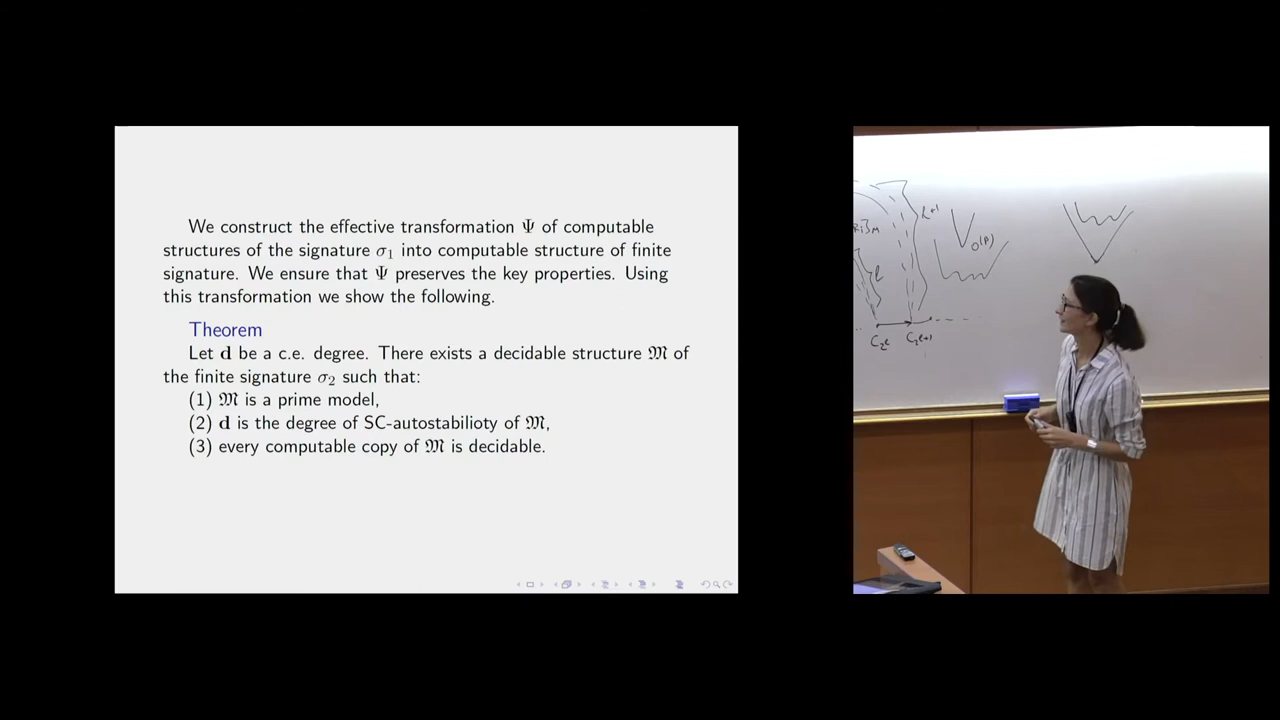 We construct the effective transformation Ψ of computable
structures of the signature σ₁ into computable structure of finite
signature. We ensure that Ψ preserves the key properties. Using
this transformation we show the following.
Theorem
Let d be a c.e. degree. There exists a decidable structure 𝔐 of
the finite signature σ₂ such that:
(1) 𝔐 is a prime model,
(2) d is the degree of SC-autostabilioty of 𝔐,
(3) every computable copy of 𝔐 is decidable.